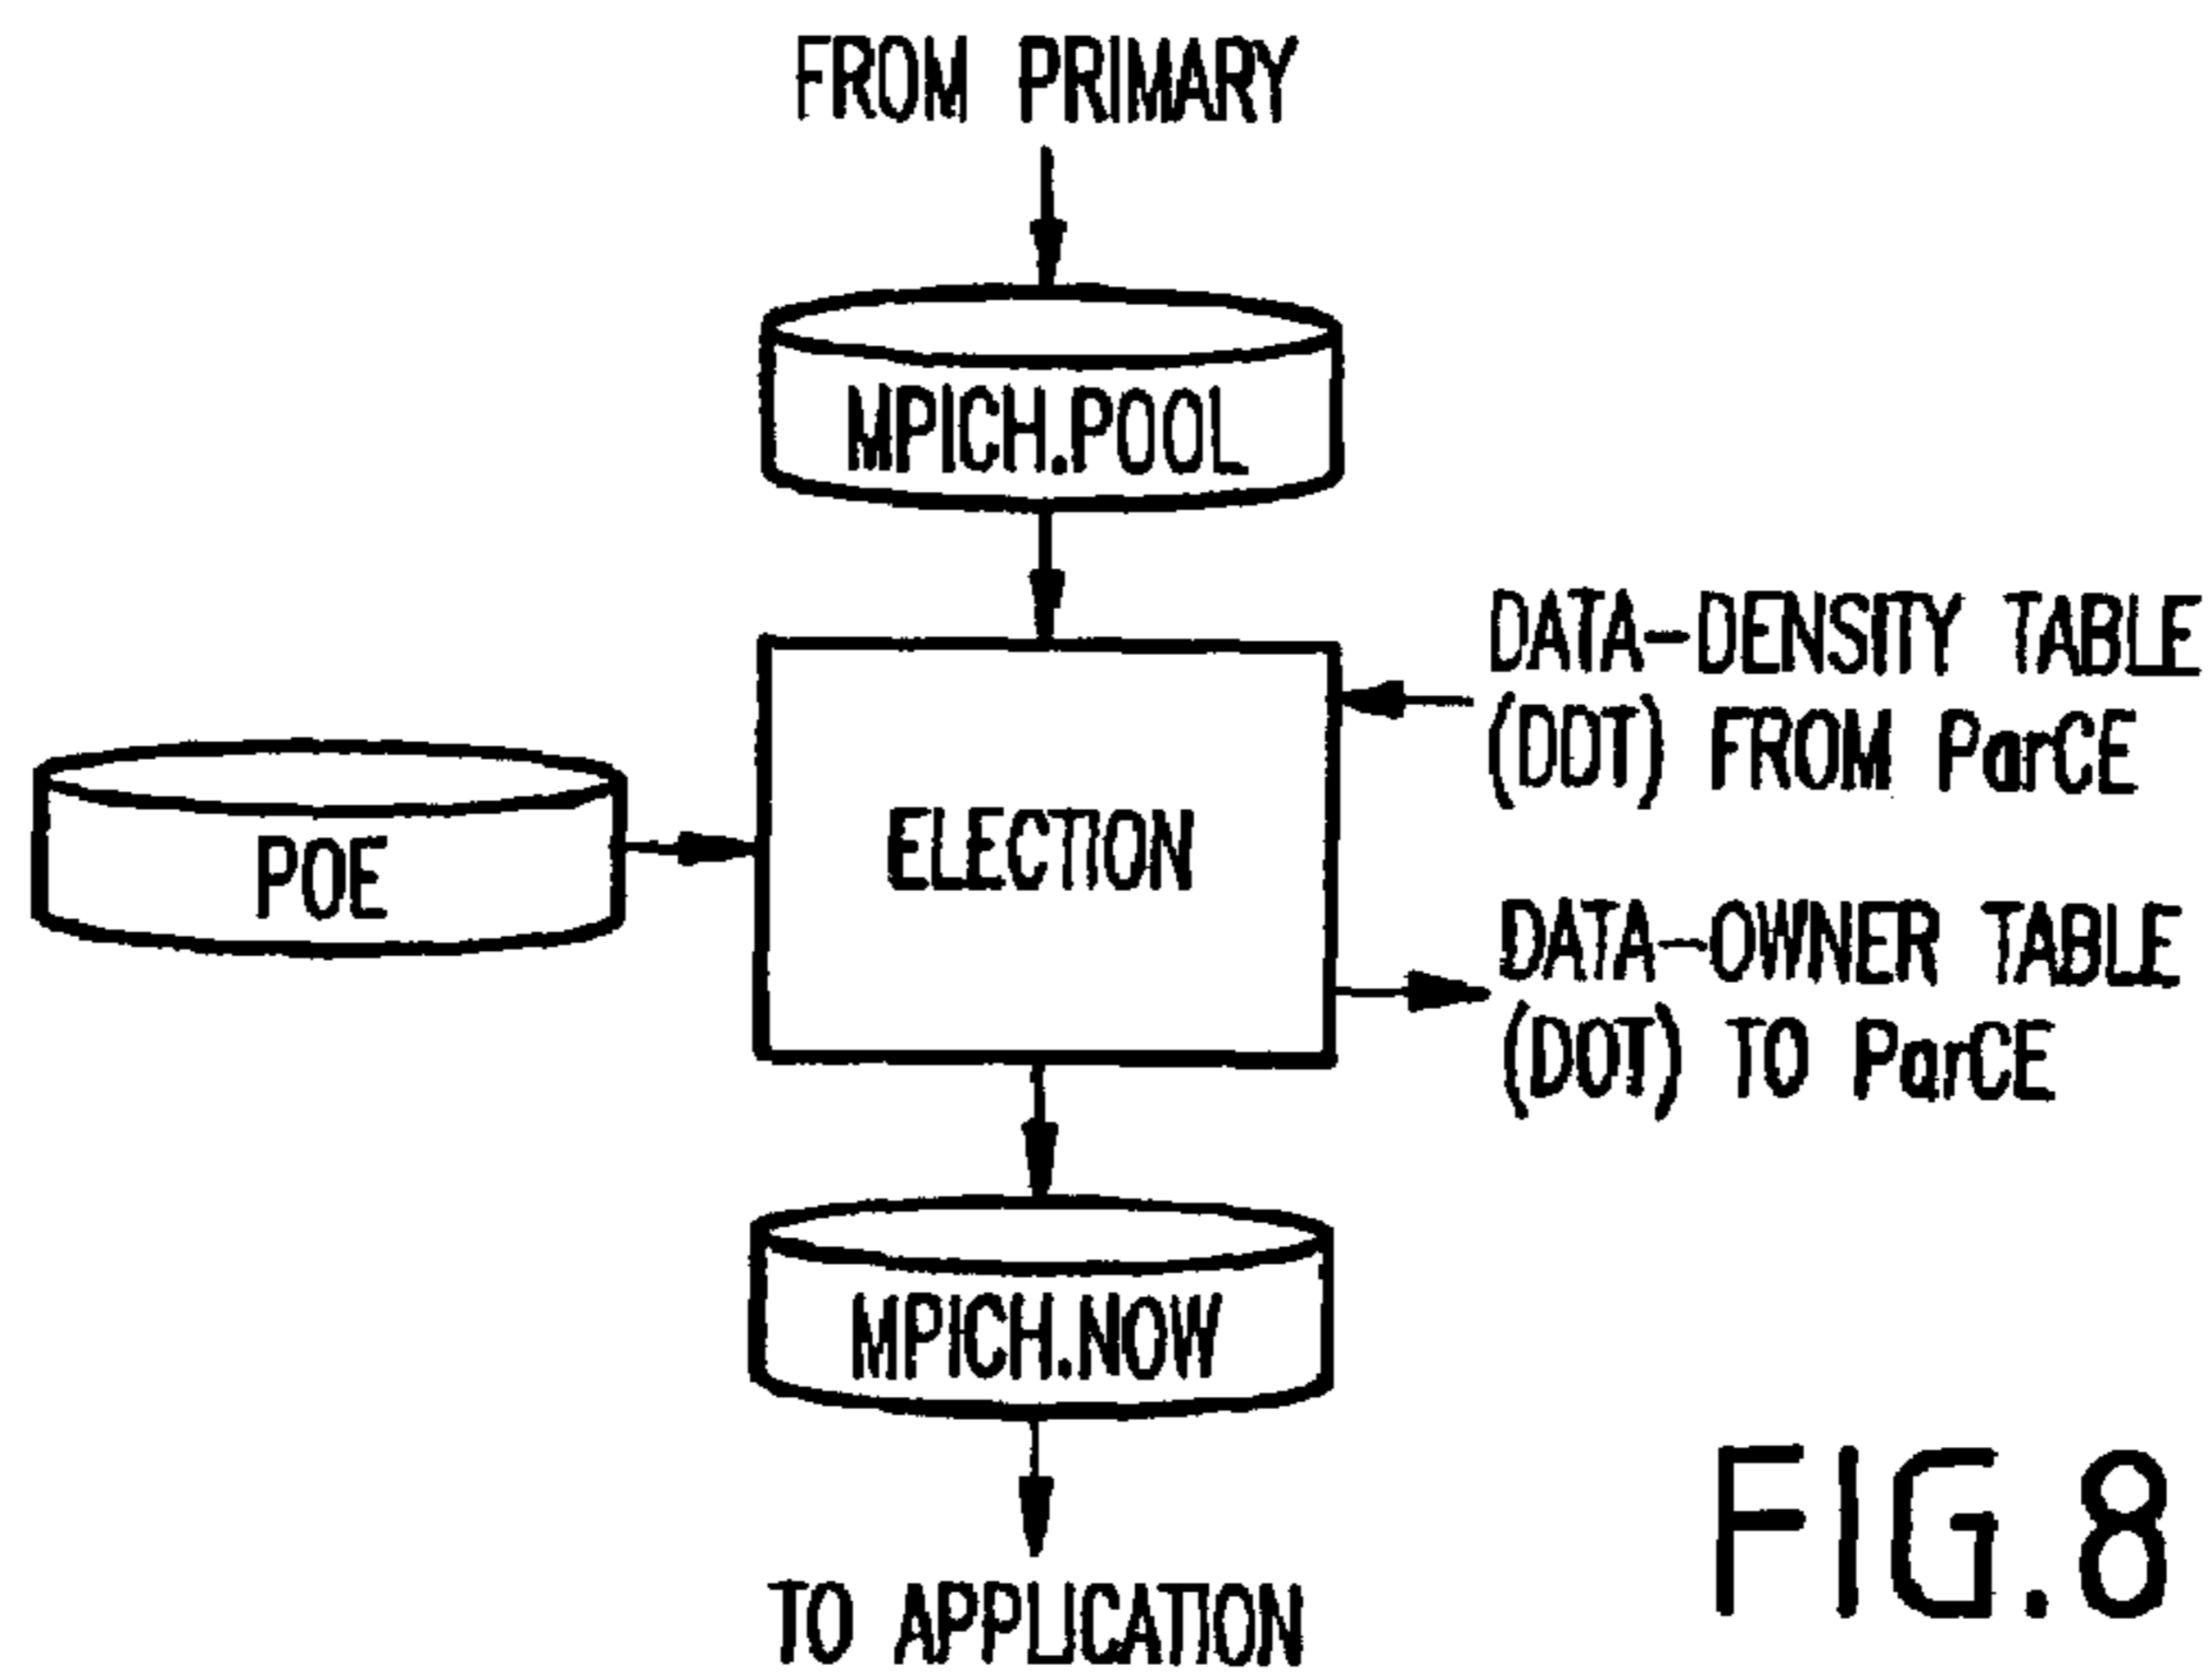 FROM PRIMARY
MPICH.POOL
DATA-DENSITY TABLE
(DDT) FROM ParCE
POE
ELECTION
DATA-OWNER TABLE
(DOT) TO ParCE
MPICH.NOW
TO APPLICATION
FIG.8